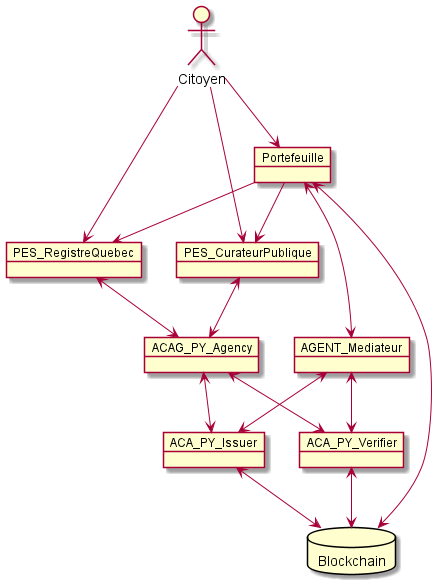 Citoyen
Portefeuille
PES_RegistreQuebec
PES_CurateurPublique
ACAG_PY_Agency
AGENT_Mediateur
ACA_PY_Issuer
ACA_PY_Verifier
Blockchain